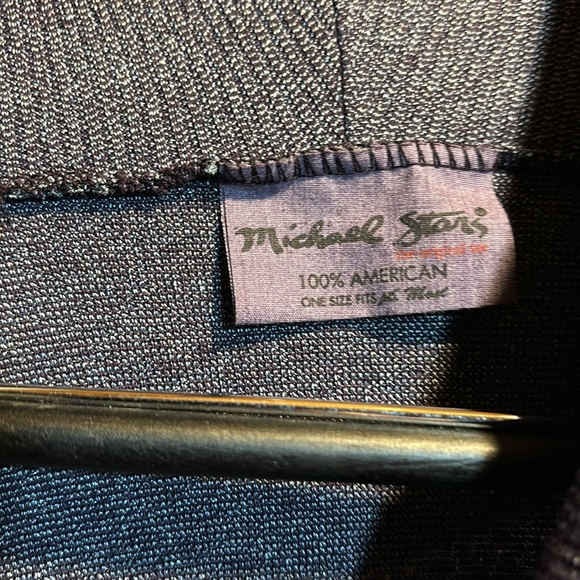 Michael Stars
100% AMERICAN
ONE SIZE FITS Most